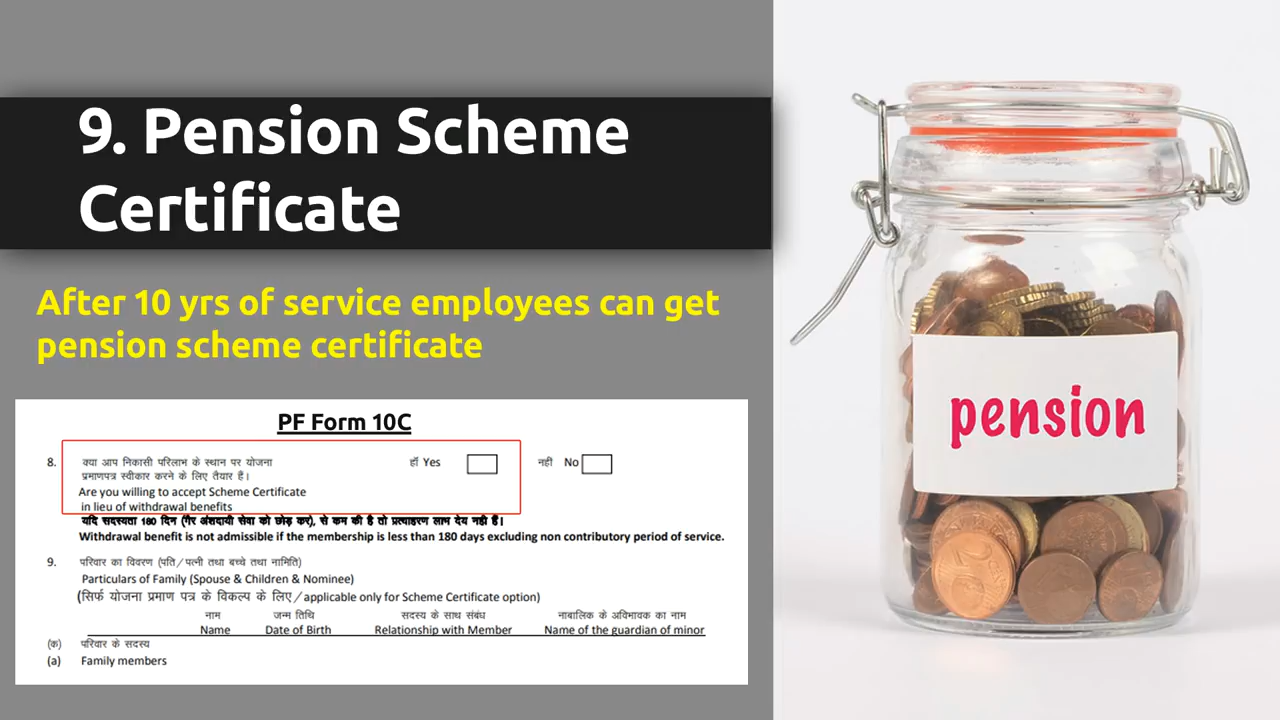 9. Pension Scheme
Certificate
After 10 yrs of service employees can get
pension scheme certificate
PF Form 10C
8. क्या आप निकासी परिलाभ के स्थान पर योजना हाँ Yes नहीं No
प्रमाणपत्र स्वीकार करने के लिए तैयार हैं।
Are you willing to accept Scheme Certificate
in lieu of withdrawal benefits
यदि सदस्यता 180 दिन (गैर अंशदायी सेवा को छोड़ कर), से कम की है तो प्रत्याहरण लाभ देय नहीं हैं।
Withdrawal benefit is not admissible if the membership is less than 180 days excluding non contributory period of service.
9. परिवार का विवरण (पति/पत्नी तथा बच्चे तथा नामिति)
Particulars of Family (Spouse & Children & Nominee)
(सिर्फ योजना प्रमाण पत्र के विकल्प के लिए/applicable only for Scheme Certificate option)
नाम जन्म तिथि सदस्य के साथ संबंध नाबालिक के अविभावक का नाम
Name Date of Birth Relationship with Member Name of the guardian of minor
(क) परिवार के सदस्य
(a) Family members
pension